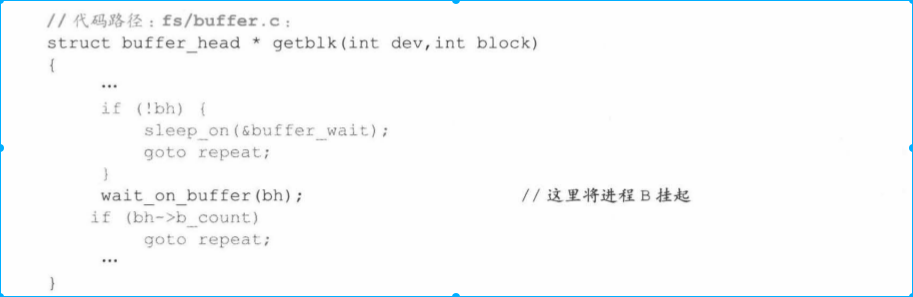 //代码路径：fs/buffer.c：
struct buffer_head * getblk(int dev,int block)
{
…
if (!bh) {
sleep_on(&buffer_wait);
goto repeat;
}
wait_on_buffer(bh); //这里将进程B挂起
if (bh->b_count)
goto repeat;
…
}